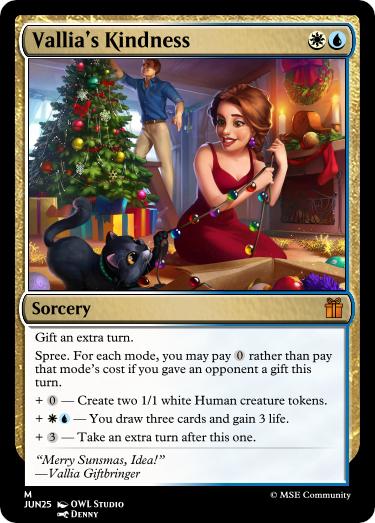 Vallia's Kindness
Sorcery
Gift an extra turn.
Spree. For each mode, you may pay 0 rather than pay
that mode's cost if you gave an opponent a gift this
turn.
+ 0 — Create two 1/1 white Human creature tokens.
+ — You draw three cards and gain 3 life.
+ 3 — Take an extra turn after this one.
“Merry Sunsmas, Idea!”
—Vallia Giftbringer
M
JUN25 OWL Studio
Denny
© MSE Community